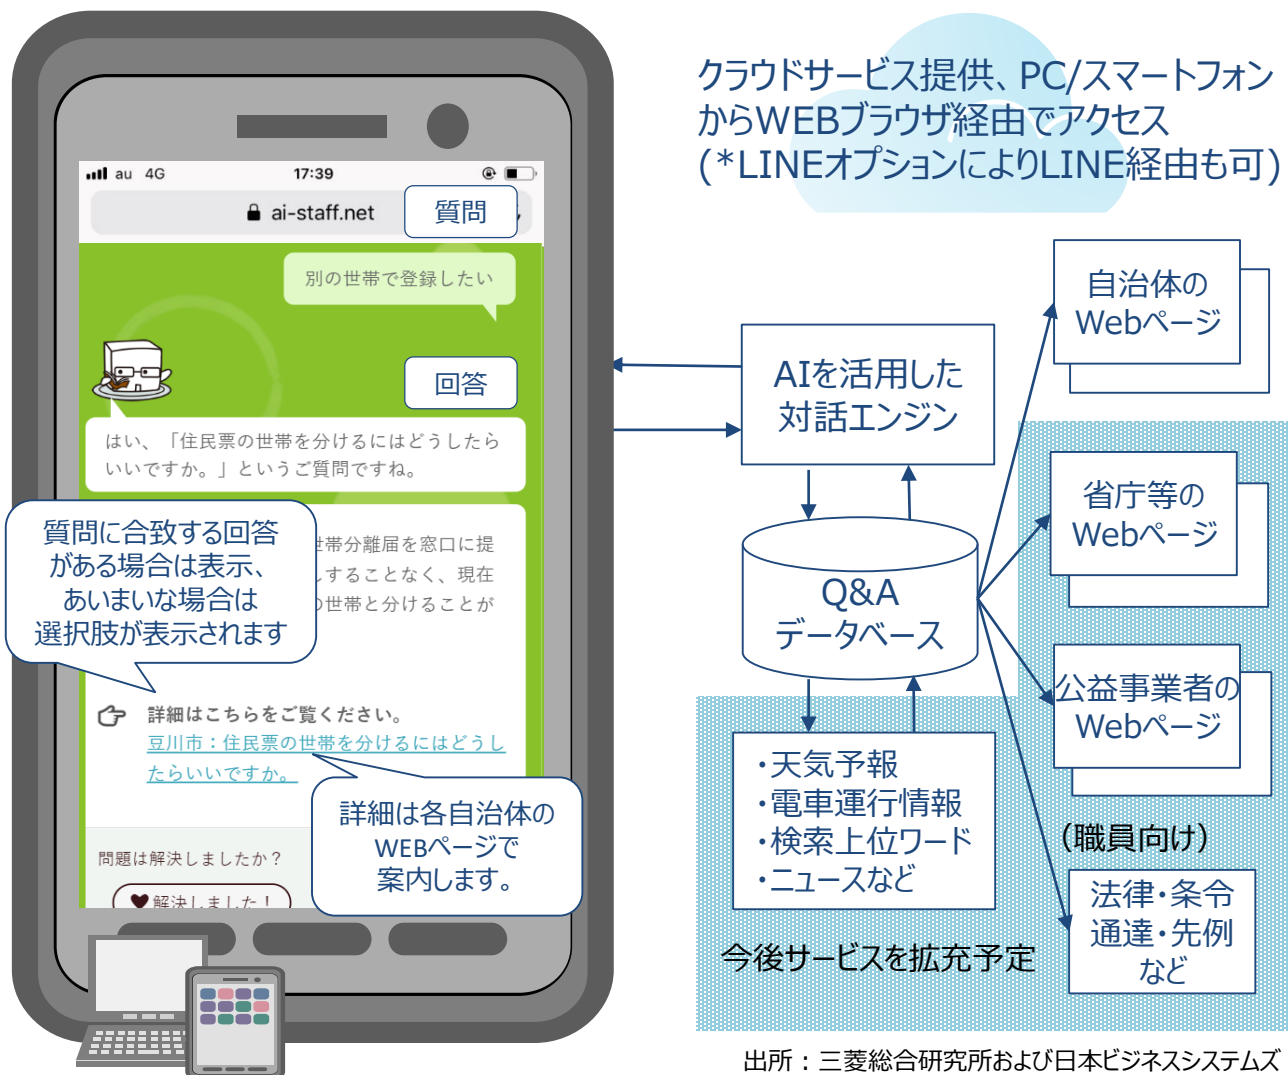 クラウドサービス提供、PC/スマートフォン
からWEBブラウザ経由でアクセス
(*LINEオプションによりLINE経由も可)
au 4G
17:39
ai-staff.net
質問
別の世帯で登録したい
回答
はい、「住民票の世帯を分けるにはどうしたら
いいですか。」というご質問ですね。
質問に合致する回答
がある場合は表示、
あいまいな場合は
選択肢が表示されます
世帯分離届を窓口に提
しすることなく、現在
の世帯と分けることが
詳細はこちらをご覧ください。
豆川市：住民票の世帯を分けるにはどうし
たらいいですか。
詳細は各自治体の
WEBページで
案内します。
問題は解決しましたか？
解決しました！
AIを活用した
対話エンジン
Q&A
データベース
・天気予報
・電車運行情報
・検索上位ワード
・ニュースなど
今後サービスを拡充予定
自治体の
Webページ
省庁等の
Webページ
公益事業者の
Webページ
（職員向け）
法律・条令
通達・先例
など
出所：三菱総合研究所および日本ビジネスシステムズ